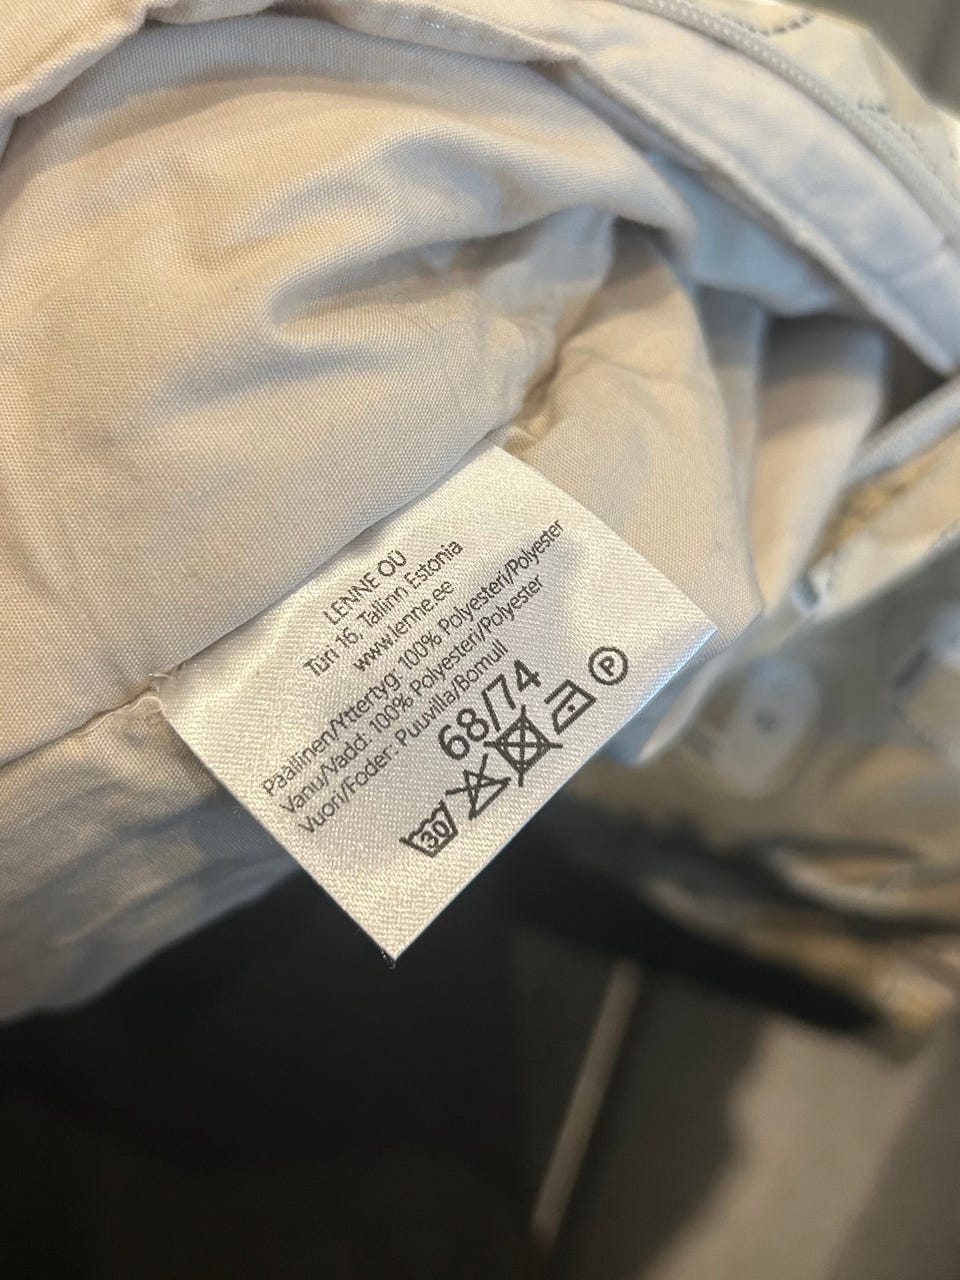 LENNE OÜ
Türi 16, Tallinn Estonia
www.lenne.ee
Päällinen/Yttertyg 100% Polyesteri/Polyester
Vanu/Vadd: 100% Polyesteri/Polyester
Vuori/Foder: Puuvilla/Bomull
68/74
30 P